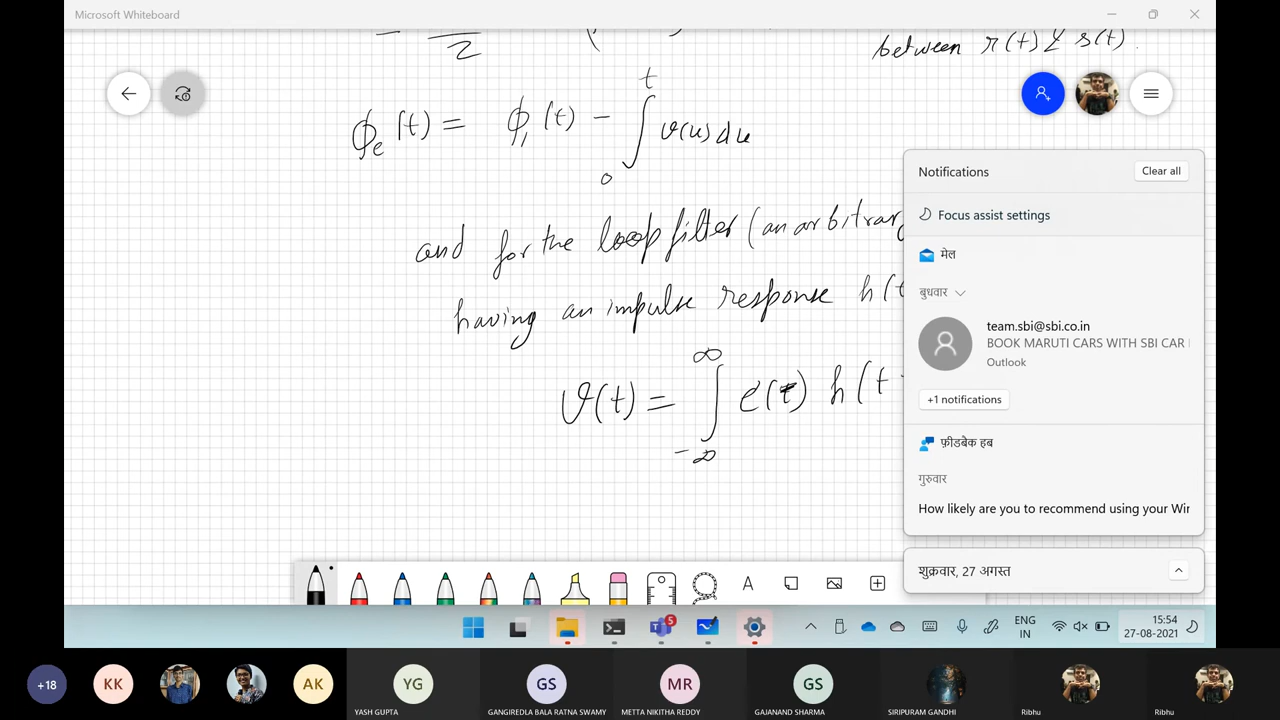 Microsoft Whiteboard
2
between r(t) & s(t).
ϕe(t) = ϕ1(t) − ∫₀ᵗ v(u) du
and for the loop filter (an arbitrary
having an impulse response h(t
v(t) = ∫₋∞^∞ e(τ) h(t
Notifications
Clear all
Focus assist settings
मेल
बुधवार
team.sbi@sbi.co.in
BOOK MARUTI CARS WITH SBI CAR
Outlook
+1 notifications
फ़ीडबैक हब
गुरुवार
How likely are you to recommend using your Wir
शुक्रवार, 27 अगस्त
A
5
ENG
IN
15:54
27-08-2021
+18
KK
AK
YG
GS
MR
GS
YASH GUPTA
GANGIREDLA BALA RATNA SWAMY
METTA NIKITHA REDDY
GAJANAND SHARMA
SIRIPURAM GANDHI
Ribhu
Ribhu